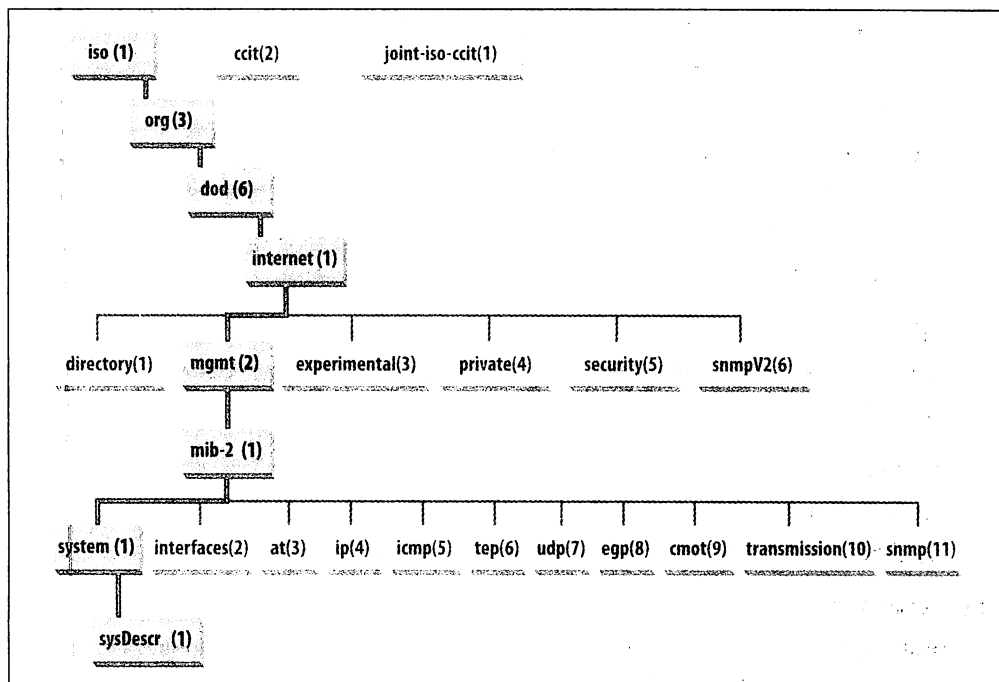 iso (1) ccit(2) joint-iso-ccit(1)
org (3)
dod (6)
internet (1)
directory(1) mgmt (2) experimental(3) private(4) security(5) snmpV2(6)
mib-2 (1)
system (1) interfaces(2) at(3) ip(4) icmp(5) tep(6) udp(7) egp(8) cmot(9) transmission(10) snmp(11)
sysDescr (1)